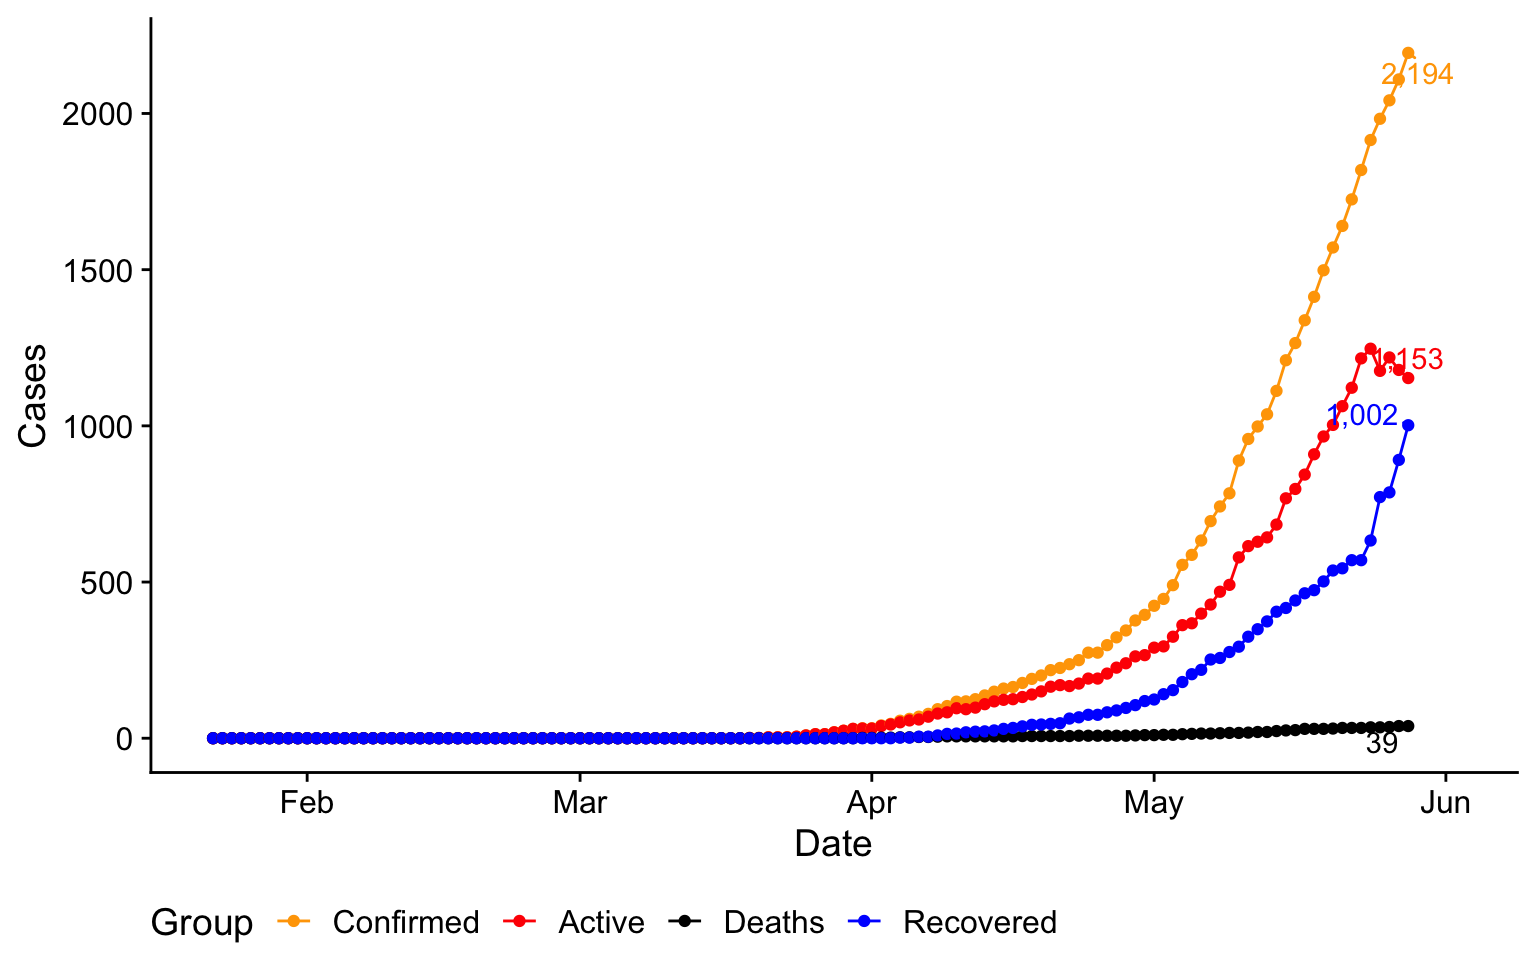 2,194
2000
1500
1,153
1,002
1000
500
0
39
Cases
Feb Mar Apr May Jun
Date
Group Confirmed Active Deaths Recovered